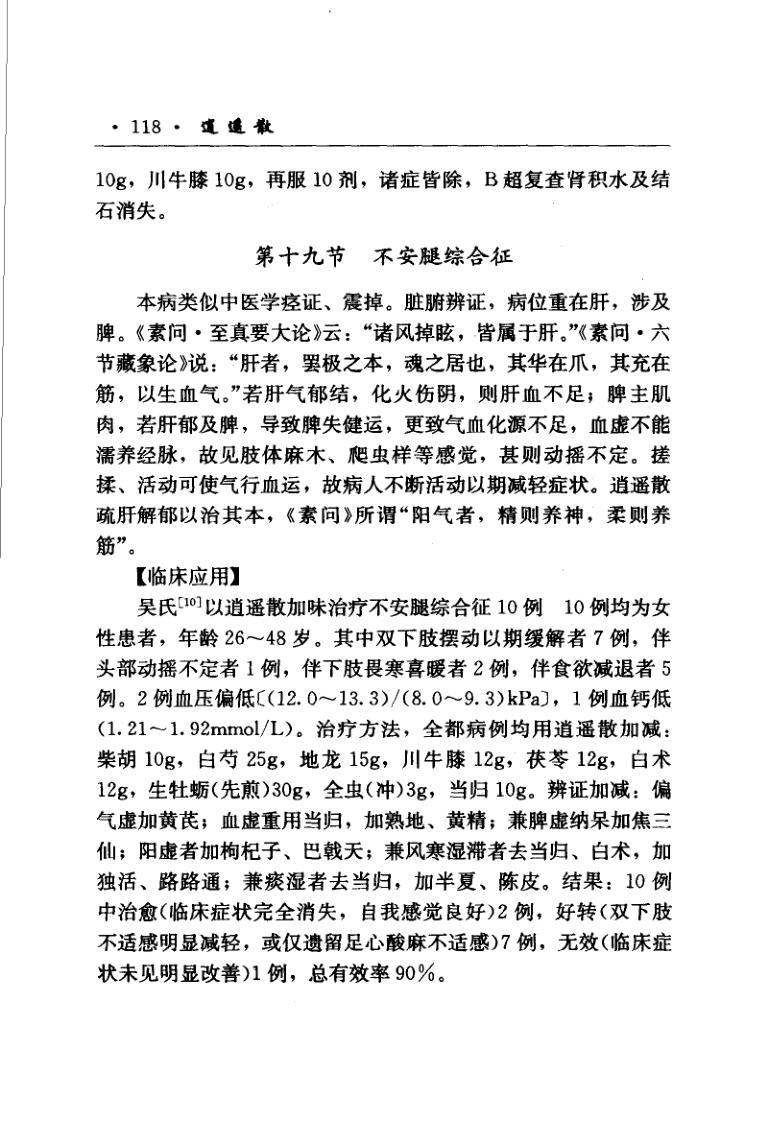 · 118 · 逍遥散
10g，川牛膝 10g，再服 10 剂，诸症皆除，B 超复查肾积水及结
石消失。
第十九节 不安腿综合征
本病类似中医学痉证、震掉。脏腑辨证，病位重在肝，涉及
脾。《素问·至真要大论》云：“诸风掉眩，皆属于肝。”《素问·六
节藏象论》说：“肝者，罢极之本，魂之居也，其华在爪，其充在
筋，以生血气。”若肝气郁结，化火伤阴，则肝血不足；脾主肌
肉，若肝郁及脾，导致脾失健运，更致气血化源不足，血虚不能
濡养经脉，故见肢体麻木、爬虫样等感觉，甚则动摇不定。搓
揉、活动可使气行血运，故病人不断活动以期减轻症状。逍遥散
疏肝解郁以治其本，《素问》所谓“阳气者，精则养神，柔则养
筋”。
【临床应用】
吴氏〔10〕以逍遥散加味治疗不安腿综合征 10 例 10 例均为女
性患者，年龄 26～48 岁。其中双下肢摆动以期缓解者 7 例，伴
头部动摇不定者 1 例，伴下肢畏寒喜暖者 2 例，伴食欲减退者 5
例。2 例血压偏低〔(12.0～13.3)/(8.0～9.3)kPa〕，1 例血钙低
(1.21～1.92mmol/L)。治疗方法，全都病例均用逍遥散加减：
柴胡 10g，白芍 25g，地龙 15g，川牛膝 12g，茯苓 12g，白术
12g，生牡蛎(先煎)30g，全虫(冲)3g，当归 10g。辨证加减：偏
气虚加黄芪；血虚重用当归，加熟地、黄精；兼脾虚纳呆加焦三
仙；阳虚者加枸杞子、巴戟天；兼风寒湿滞者去当归、白术，加
独活、路路通；兼痰湿者去当归，加半夏、陈皮。结果：10 例
中治愈(临床症状完全消失，自我感觉良好)2 例，好转(双下肢
不适感明显减轻，或仅遗留足心酸麻不适感)7 例，无效(临床症
状未见明显改善)1 例，总有效率 90%。